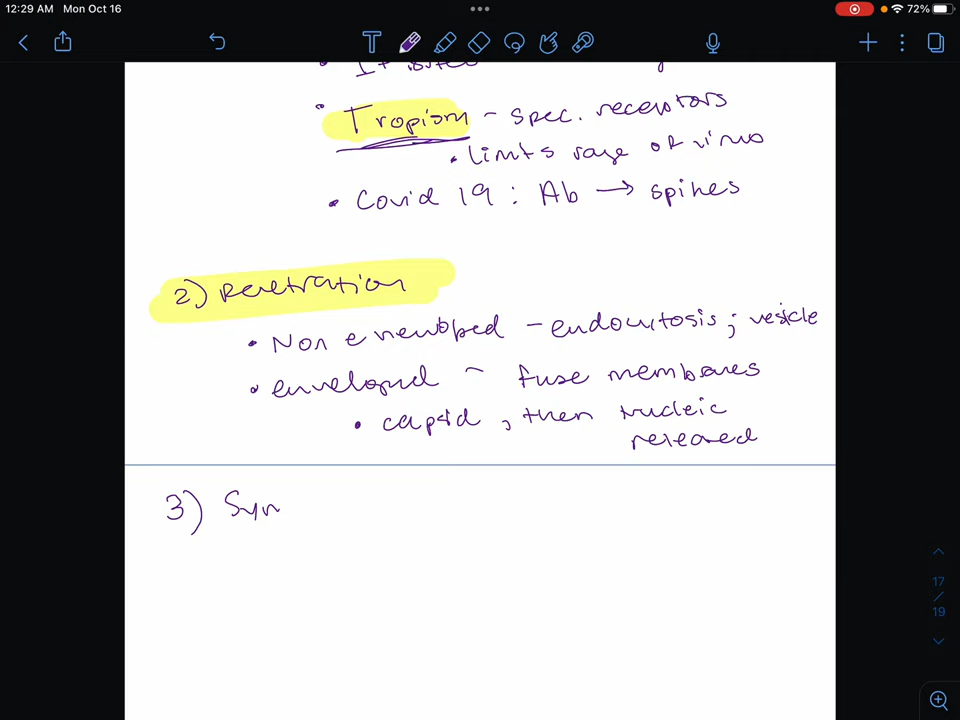 12:29 AM Mon Oct 16
72%
Tropism - spec. receptors
• limits range of virus
• Covid 19 : Ab → spikes
2) Penetration
• Non enveloped - endocytosis ; vesicle
• enveloped - fuse membranes
• capsid, then nucleic
released
3) Syn
17
/
19